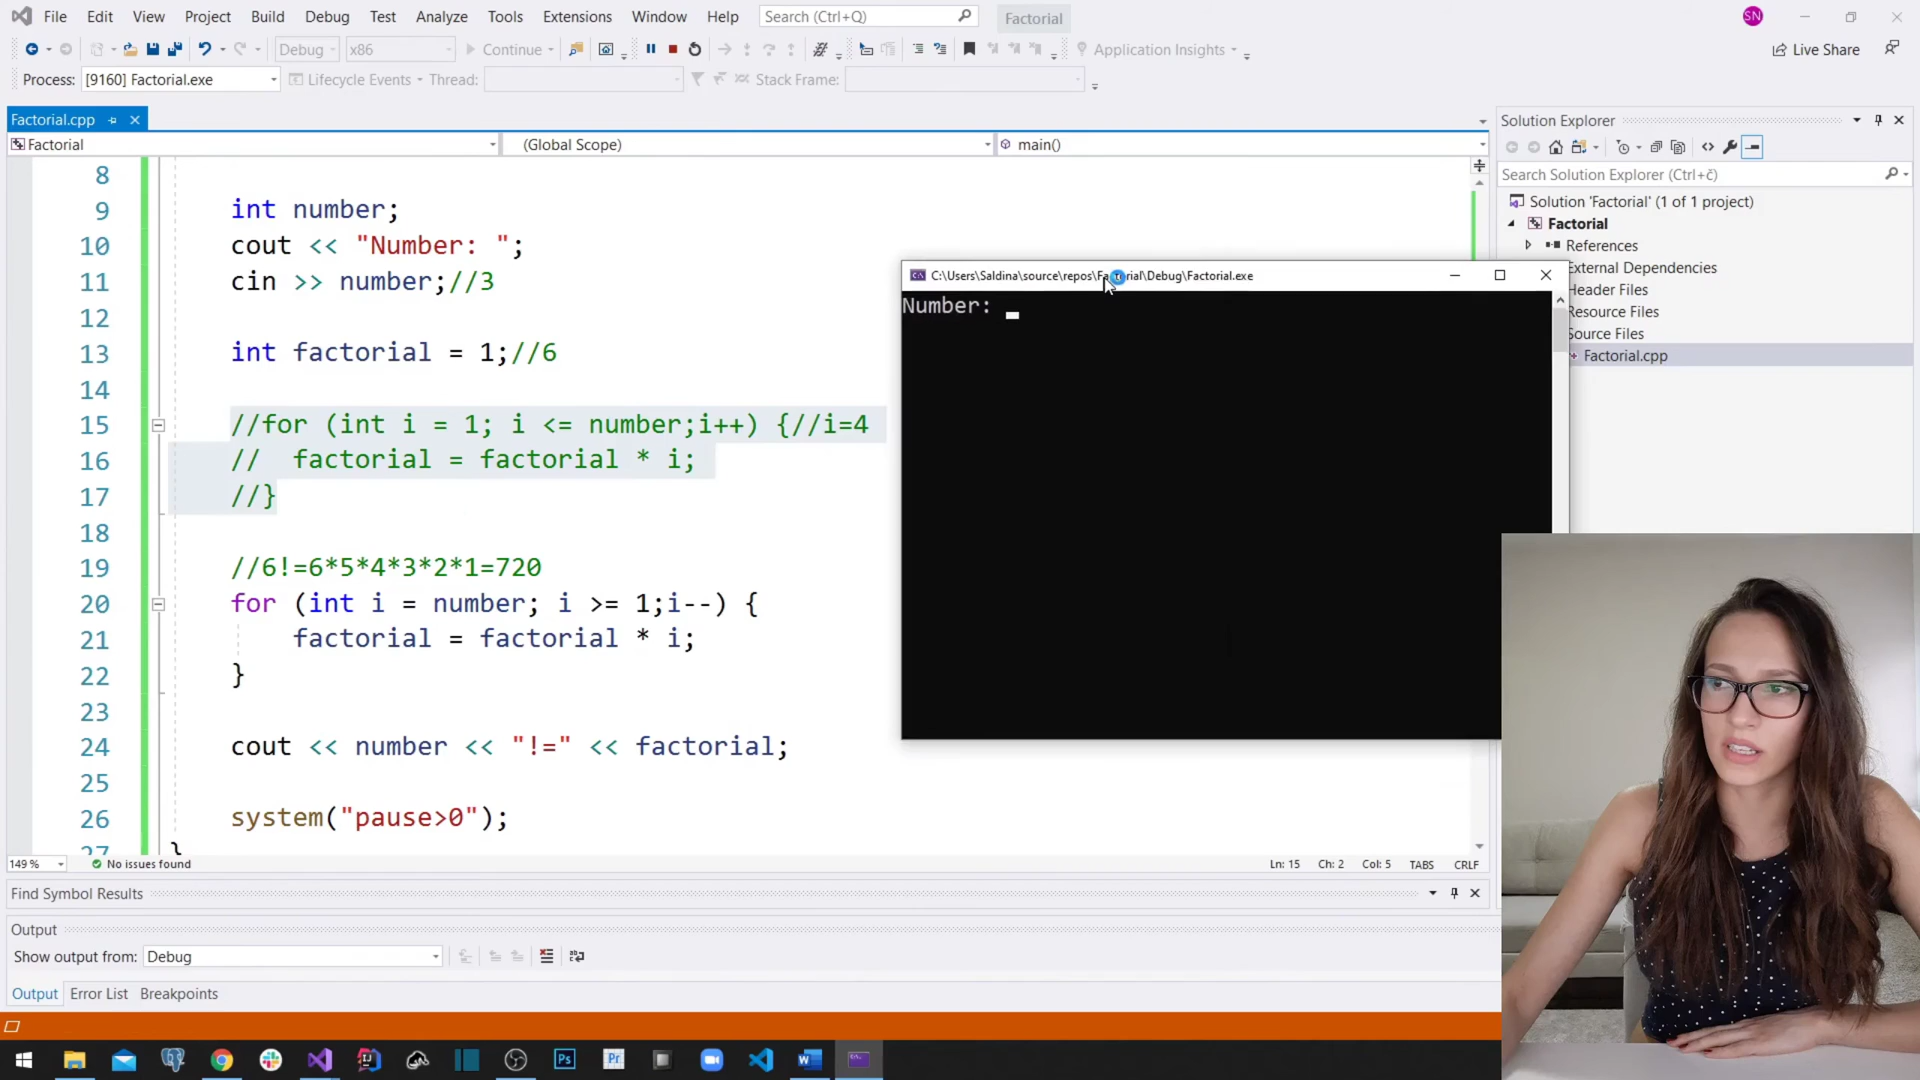 File Edit View Project Build Debug Test Analyze Tools Extensions Window Help Search (Ctrl+Q) Factorial SN
Debug x86 Continue Application Insights Live Share
Process: [9160] Factorial.exe Lifecycle Events Thread: Stack Frame:
Factorial.cpp
Factorial (Global Scope) main()
8
9 int number;
10 cout << "Number: ";
11 cin >> number;//3
12
13 int factorial = 1;//6
14
15 //for (int i = 1; i <= number;i++) {//i=4
16 // factorial = factorial * i;
17 //}
18
19 //6!=6*5*4*3*2*1=720
20 for (int i = number; i >= 1;i--) {
21 factorial = factorial * i;
22 }
23
24 cout << number << "!=" << factorial;
25
26 system("pause>0");
27 }
149 % No issues found Ln: 15 Ch: 2 Col: 5 TABS CRLF
C:\Users\Saldina\source\repos\Factorial\Debug\Factorial.exe
Number:
Solution Explorer
Search Solution Explorer (Ctrl+č)
Solution 'Factorial' (1 of 1 project)
Factorial
References
External Dependencies
Header Files
Resource Files
Source Files
Factorial.cpp
Find Symbol Results
Output
Show output from: Debug
Output Error List Breakpoints
Ps
Pr